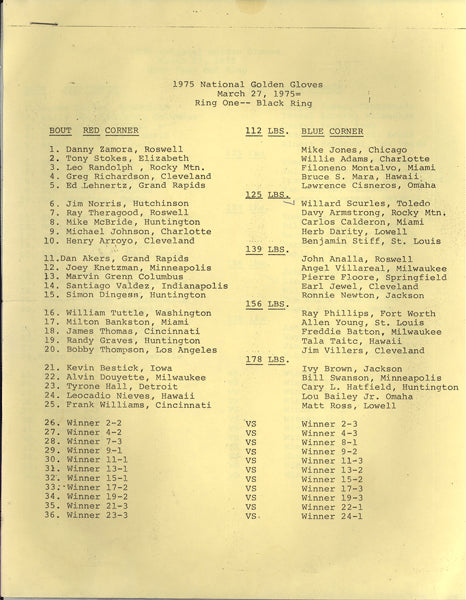 1975 National Golden Gloves
March 27, 1975=
Ring One-- Black Ring
BOUT RED CORNER 112 LBS. BLUE CORNER
1. Danny Zamora, Roswell Mike Jones, Chicago
2. Tony Stokes, Elizabeth Willie Adams, Charlotte
3. Leo Randolph , Rocky Mtn. Filoneno Montalvo, Miami
4. Greg Richardson, Cleveland Bruce S. Mara, Hawaii
5. Ed Lehnertz, Grand Rapids Lawrence Cisneros, Omaha
125 LBS.
6. Jim Norris, Hutchinson Willard Scurles, Toledo
7. Ray Theragood, Roswell Davy Armstrong, Rocky Mtn.
8. Mike McBride, Huntington Carlos Calderon, Miami
9. Michael Johnson, Charlotte Herb Darity, Lowell
10. Henry Arroyo, Cleveland Benjamin Stiff, St. Louis
139 LBS.
11.Dan Akers, Grand Rapids John Analla, Roswell
12. Joey Knetzman, Minneapolis Angel Villareal, Milwaukee
13. Marvin Grenn Columbus Pierre Floore, Springfield
14. Santiago Valdez, Indianapolis Earl Jewel, Cleveland
15. Simon Dingess, Huntington Ronnie Newton, Jackson
156 LBS.
16. William Tuttle, Washington Ray Phillips, Fort Worth
17. Milton Bankston, Miami Allen Young, St. Louis
18. James Thomas, Cincinnati Freddie Batton, Milwaukee
19. Randy Graves, Huntington Tala Taitc, Hawaii
20. Bobby Thompson, Los Angeles Jim Villers, Cleveland
178 LBS.
21. Kevin Bestick, Iowa Ivy Brown, Jackson
22. Alvin Douyette, Milwaukee Bill Swanson, Minneapolis
23. Tyrone Hall, Detroit Cary L. Hatfield, Huntington
24. Leocadio Nieves, Hawaii Lou Bailey Jr. Omaha
25. Frank Williams, Cincinnati Matt Ross, Lowell
26. Winner 2-2 VS Winner 2-3
27. Winner 4-2 VS Winner 4-3
28. Winner 7-3 VS Winner 8-1
29. Winner 9-1 VS Winner 9-2
30. Winner 11-1 VS Winner 11-3
31. Winner 13-1 VS Winner 13-2
32. Winner 15-1 VS Winner 15-2
33. Winner 17-2 VS Winner 17-3
34. Winner 19-2 VS Winner 19-3
35. Winner 21-3 VS Winner 22-1
36. Winner 23-3 VS. Winner 24-1